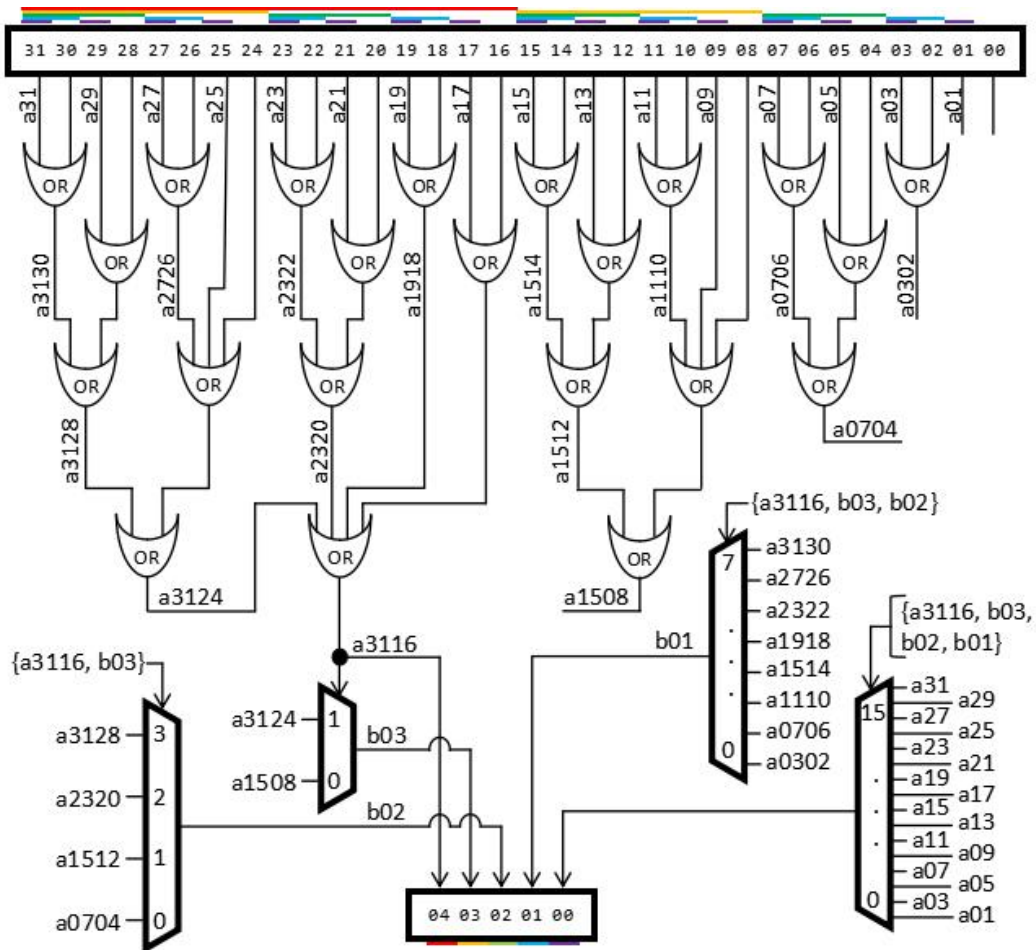 31 30 29 28 27 26 25 24 23 22 21 20 19 18 17 16 15 14 13 12 11 10 09 08 07 06 05 04 03 02 01 00
a31 a29 a27 a25 a23 a21 a19 a17 a15 a13 a11 a09 a07 a05 a03 a01
OR OR OR OR OR OR OR OR
OR OR OR OR OR
a3130 a2726 a2322 a1918 a1514 a1110 a0706 a0302
OR OR OR OR OR OR
a3128 a2320 a1512 a0704
OR OR OR
{a3116, b03, b02}
a3124
a1508
7
a3130
a2726
a2322
a1918
a1514
a1110
a0706
0
a0302
b01
a3116
{a3116, b03}
{a3116, b03,
b02, b01}
a3128 3
a2320 2
a1512 1
a0704 0
b02
a3124 1
a1508 0
b03
15
a31
a29
a27
a25
a23
a21
a19
a17
a15
a13
a11
a09
a07
a05
0
a03
a01
04 03 02 01 00